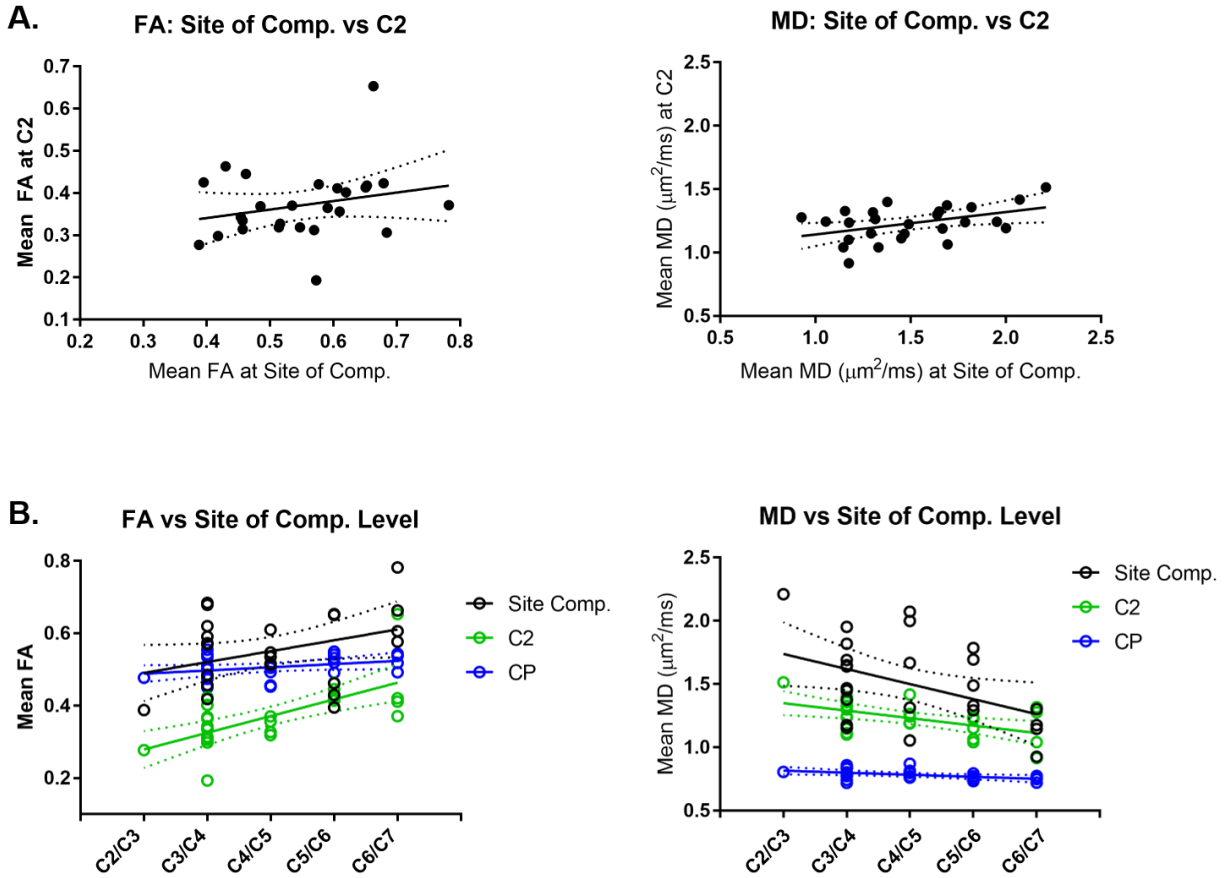 A.
FA: Site of Comp. vs C2
Mean FA at C2
0.7
0.6
0.5
0.4
0.3
0.2
0.1
0.2 0.3 0.4 0.5 0.6 0.7 0.8
Mean FA at Site of Comp.
MD: Site of Comp. vs C2
Mean MD (μm²/ms) at C2
2.5
2.0
1.5
1.0
0.5
0.5 1.0 1.5 2.0 2.5
Mean MD (μm²/ms) at Site of Comp.
B.
FA vs Site of Comp. Level
Mean FA
0.8
0.6
0.4
0.2
C2/C3 C3/C4 C4/C5 C5/C6 C6/C7
Site Comp.
C2
CP
MD vs Site of Comp. Level
Mean MD (μm²/ms)
2.5
2.0
1.5
1.0
0.5
C2/C3 C3/C4 C4/C5 C5/C6 C6/C7
Site Comp.
C2
CP